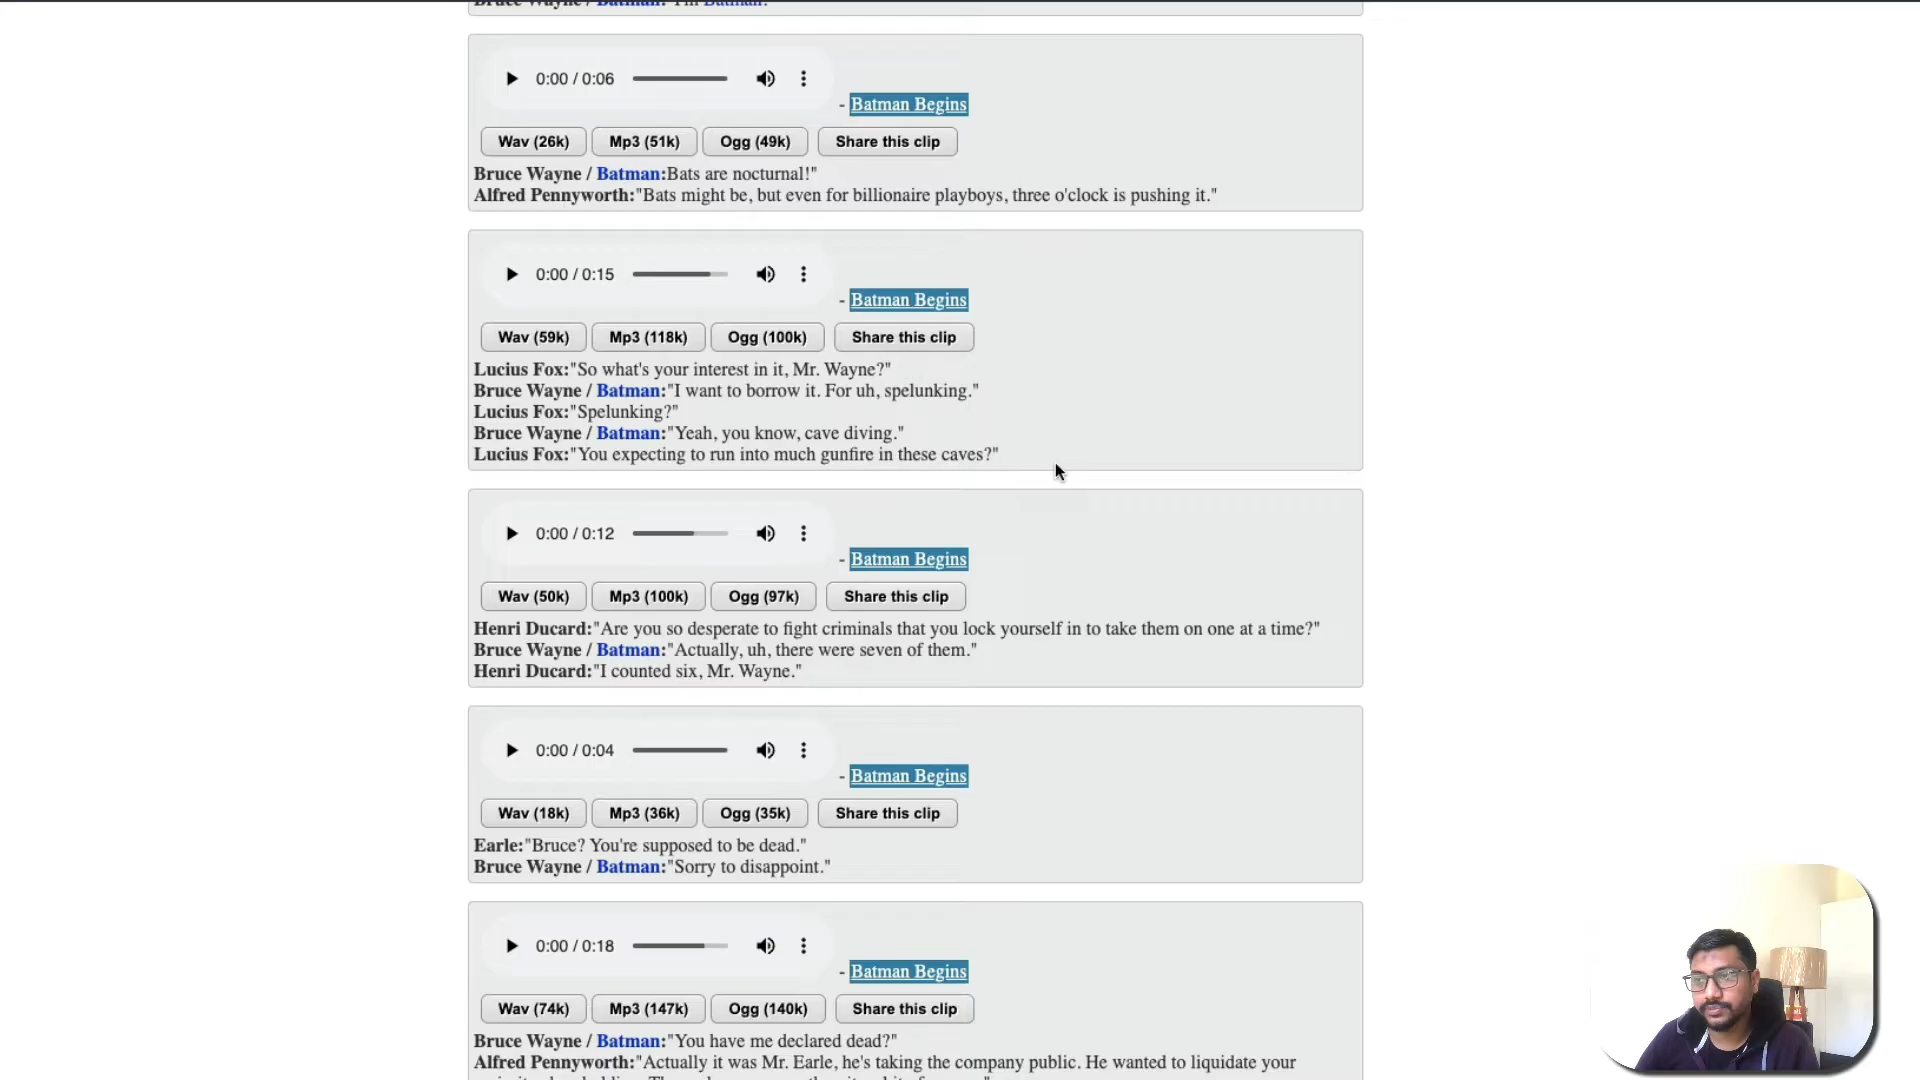 Bruce Wayne / Batman:"I'm Batman!"
0:00 / 0:06
- Batman Begins
Wav (26k) Mp3 (51k) Ogg (49k) Share this clip
Bruce Wayne / Batman:Bats are nocturnal!"
Alfred Pennyworth:"Bats might be, but even for billionaire playboys, three o'clock is pushing it."
0:00 / 0:15
- Batman Begins
Wav (59k) Mp3 (118k) Ogg (100k) Share this clip
Lucius Fox:"So what's your interest in it, Mr. Wayne?"
Bruce Wayne / Batman:"I want to borrow it. For uh, spelunking."
Lucius Fox:"Spelunking?"
Bruce Wayne / Batman:"Yeah, you know, cave diving."
Lucius Fox:"You expecting to run into much gunfire in these caves?"
0:00 / 0:12
- Batman Begins
Wav (50k) Mp3 (100k) Ogg (97k) Share this clip
Henri Ducard:"Are you so desperate to fight criminals that you lock yourself in to take them on one at a time?"
Bruce Wayne / Batman:"Actually, uh, there were seven of them."
Henri Ducard:"I counted six, Mr. Wayne."
0:00 / 0:04
- Batman Begins
Wav (18k) Mp3 (36k) Ogg (35k) Share this clip
Earle:"Bruce? You're supposed to be dead."
Bruce Wayne / Batman:"Sorry to disappoint."
0:00 / 0:18
- Batman Begins
Wav (74k) Mp3 (147k) Ogg (140k) Share this clip
Bruce Wayne / Batman:"You have me declared dead?"
Alfred Pennyworth:"Actually it was Mr. Earle, he's taking the company public. He wanted to liquidate your